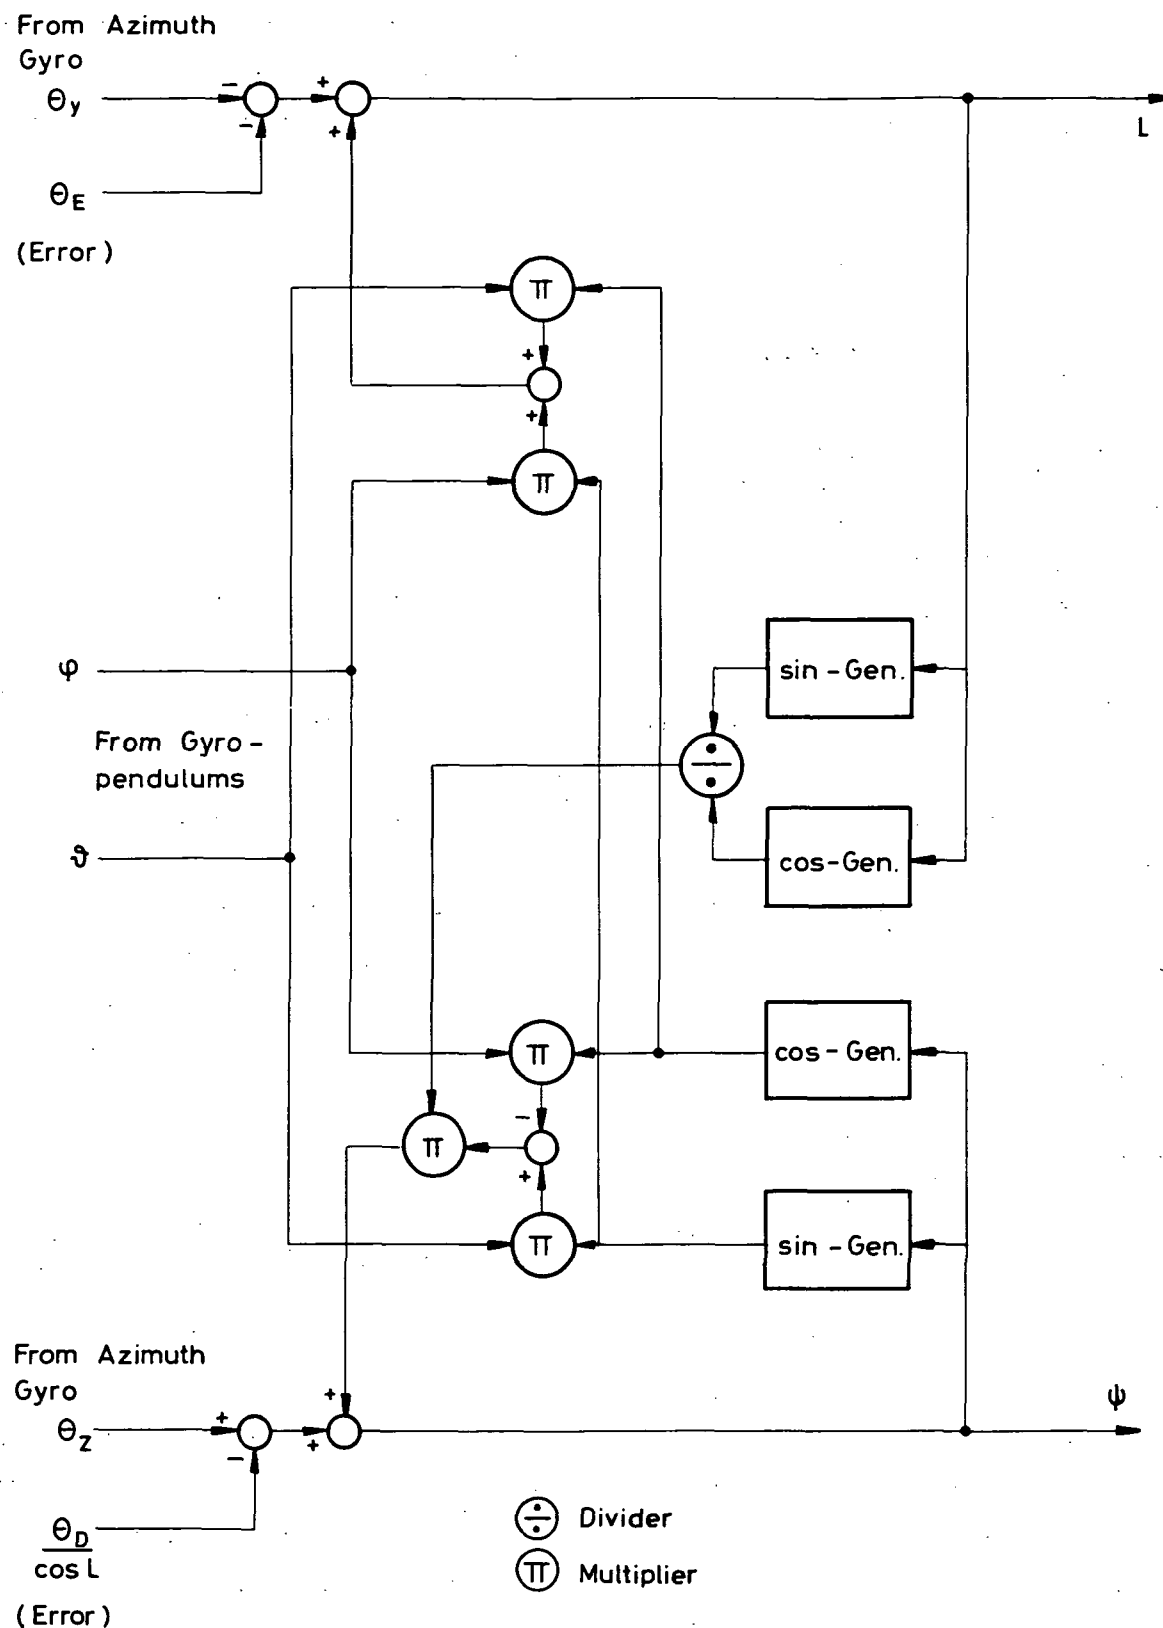 From Azimuth
Gyro
θy
− + +
−
θE
(Error)
L
π
+
+
π
φ
sin-Gen.
From Gyro-
pendulums
÷
ϑ
cos-Gen.
π
cos-Gen.
−
π
+
π
sin-Gen.
From Azimuth
Gyro
θz
+ + +
−
ψ
θD
cos L
(Error)
÷ Divider
π Multiplier